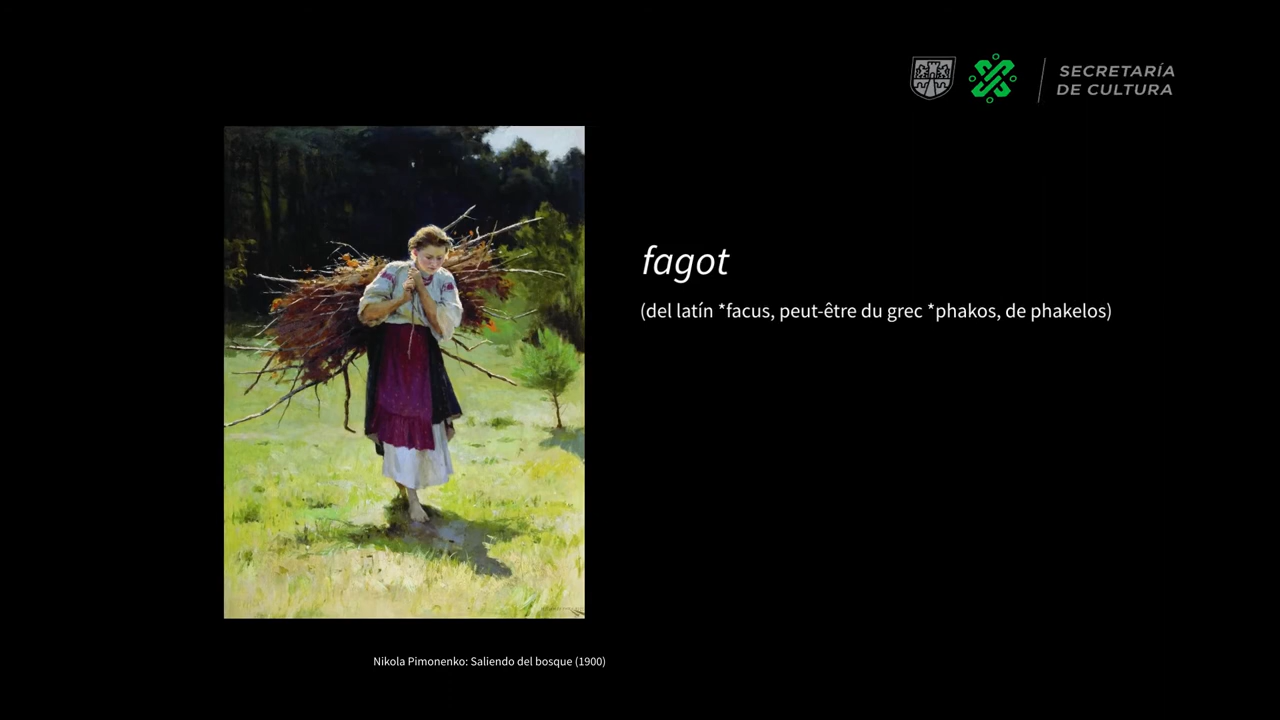 SECRETARÍA
DE CULTURA
fagot
(del latín *facus, peut-être du grec *phakos, de phakelos)
Nikola Pimonenko: Saliendo del bosque (1900)